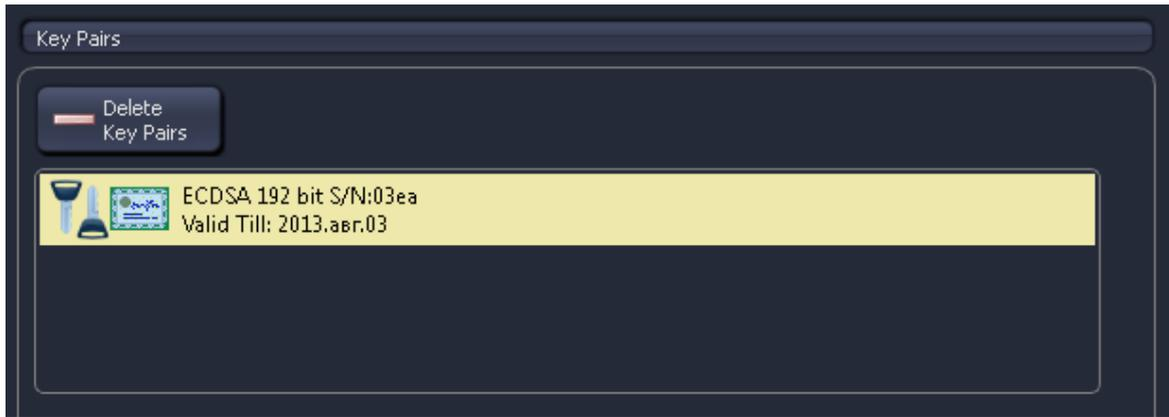 Key Pairs
Delete
Key Pairs
ECDSA 192 bit S/N:03ea
Valid Till: 2013.авг.03